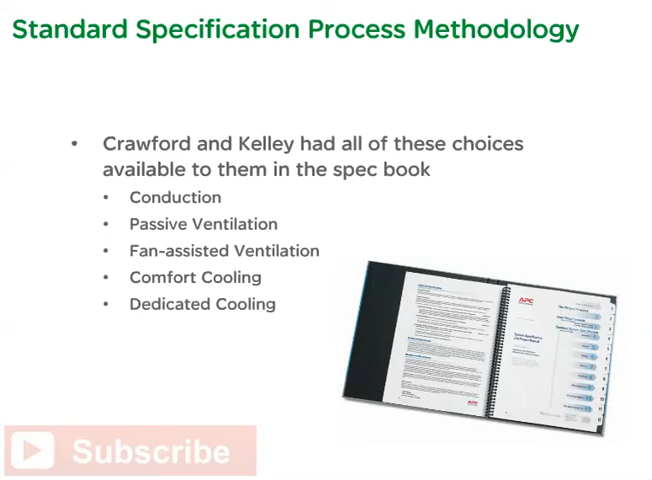 Standard Specification Process Methodology
• Crawford and Kelley had all of these choices
available to them in the spec book
• Conduction
• Passive Ventilation
• Fan-assisted Ventilation
• Comfort Cooling
• Dedicated Cooling
APC
APC
Subscribe